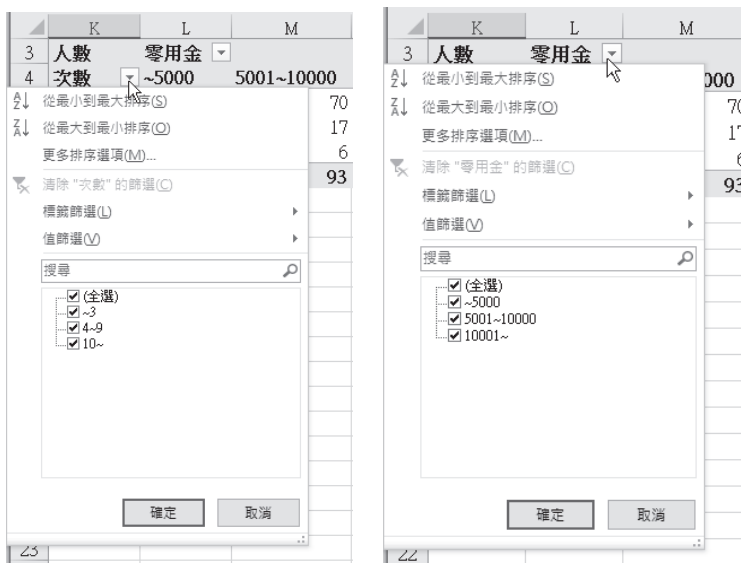 K L M
3 人數 零用金
4 次數 ~5000 5001~10000
從最小到最大排序(S) 70
從最大到最小排序(O) 17
更多排序選項(M)... 6
清除 "次數" 的篩選(C) 93
標籤篩選(L)
值篩選(V)
搜尋
(全選)
~3
4~9
10~
確定 取消
23
K L M
3 人數 零用金
從最小到最大排序(S) 000
從最大到最小排序(O) 70
更多排序選項(M)... 17
清除 "零用金" 的篩選(C) 6
標籤篩選(L) 93
值篩選(V)
搜尋
(全選)
~5000
5001~10000
10001~
確定 取消
22